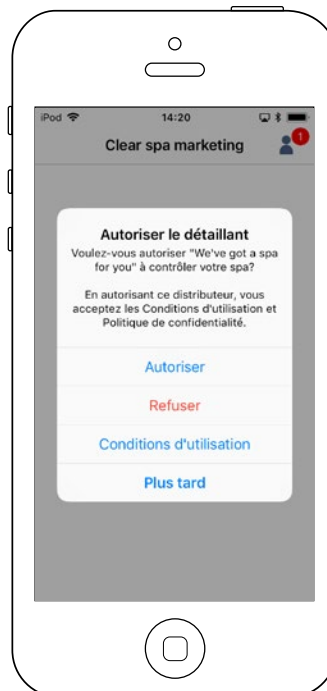 iPod 14:20
Clear spa marketing 1
Autoriser le détaillant
Voulez-vous autoriser "We've got a spa
for you" à contrôler votre spa?
En autorisant ce distributeur, vous
acceptez les Conditions d'utilisation et
Politique de confidentialité.
Autoriser
Refuser
Conditions d'utilisation
Plus tard